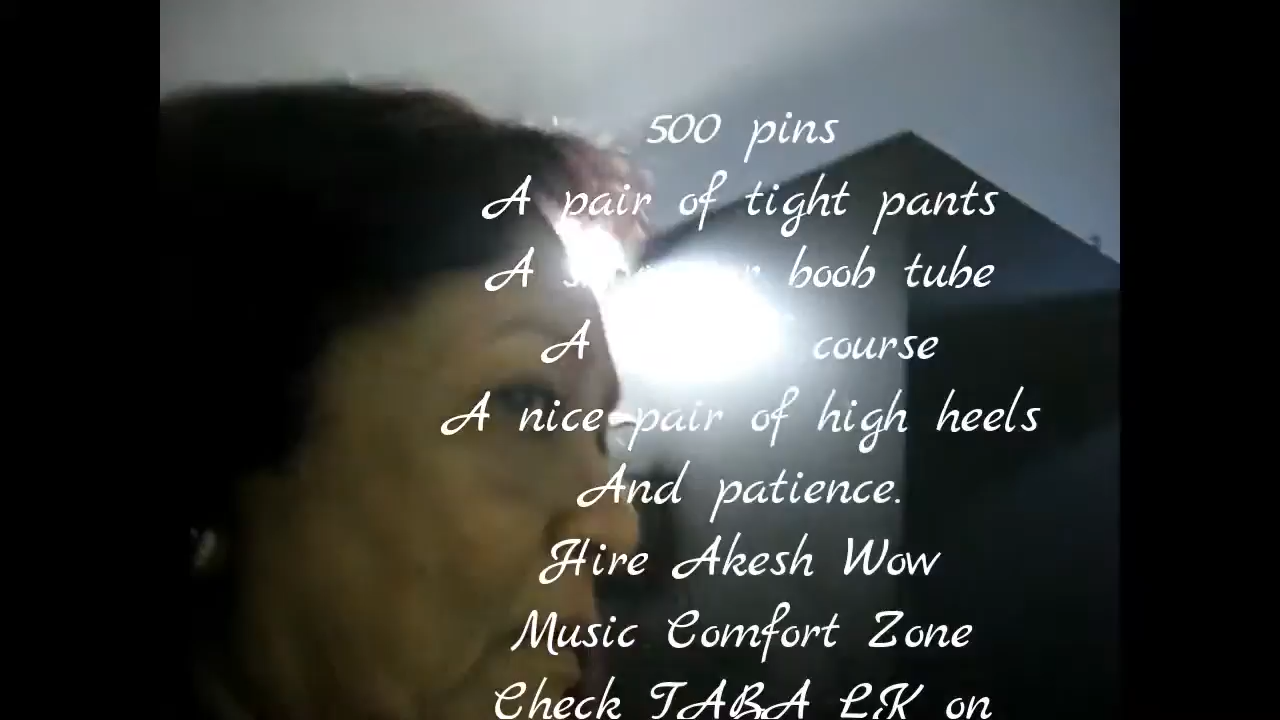 500 pins
A pair of tight pants
A boob tube
A course
A nice pair of high heels
And patience.
Hire Akesh Wow
Music Comfort Zone
Check TABA LK on